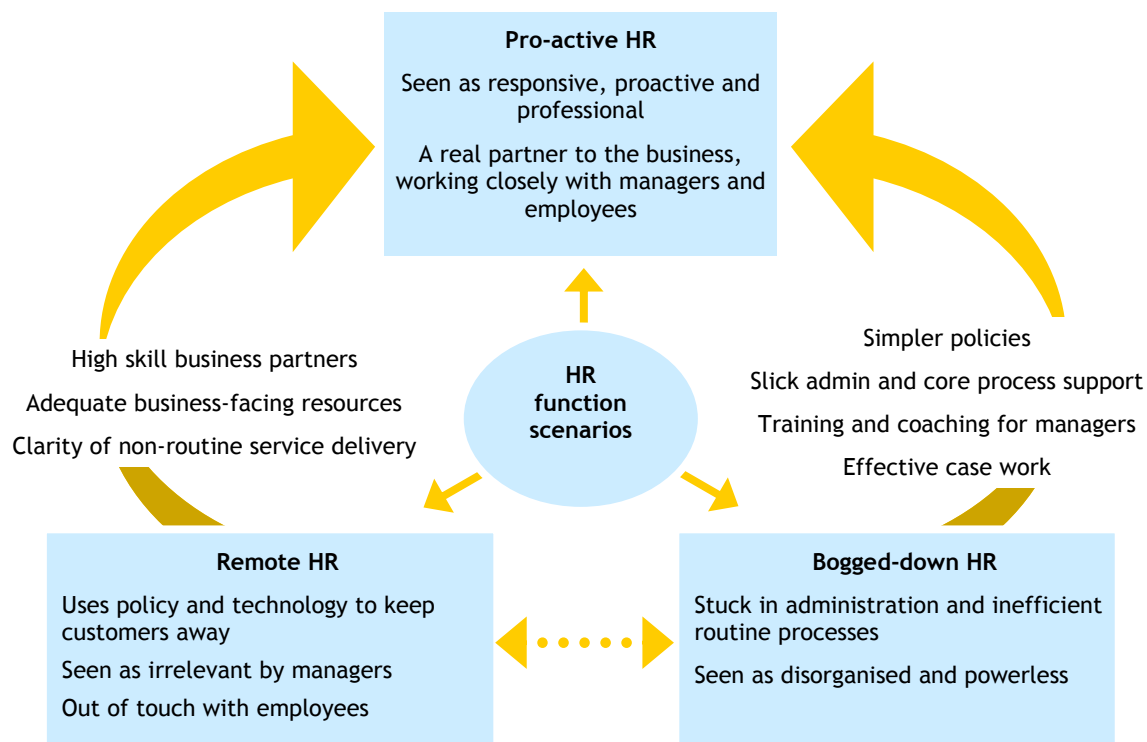 Pro-active HR
Seen as responsive, proactive and
professional
A real partner to the business,
working closely with managers and
employees
High skill business partners
Adequate business-facing resources
Clarity of non-routine service delivery
HR
function
scenarios
Simpler policies
Slick admin and core process support
Training and coaching for managers
Effective case work
Remote HR
Uses policy and technology to keep
customers away
Seen as irrelevant by managers
Out of touch with employees
Bogged-down HR
Stuck in administration and inefficient
routine processes
Seen as disorganised and powerless